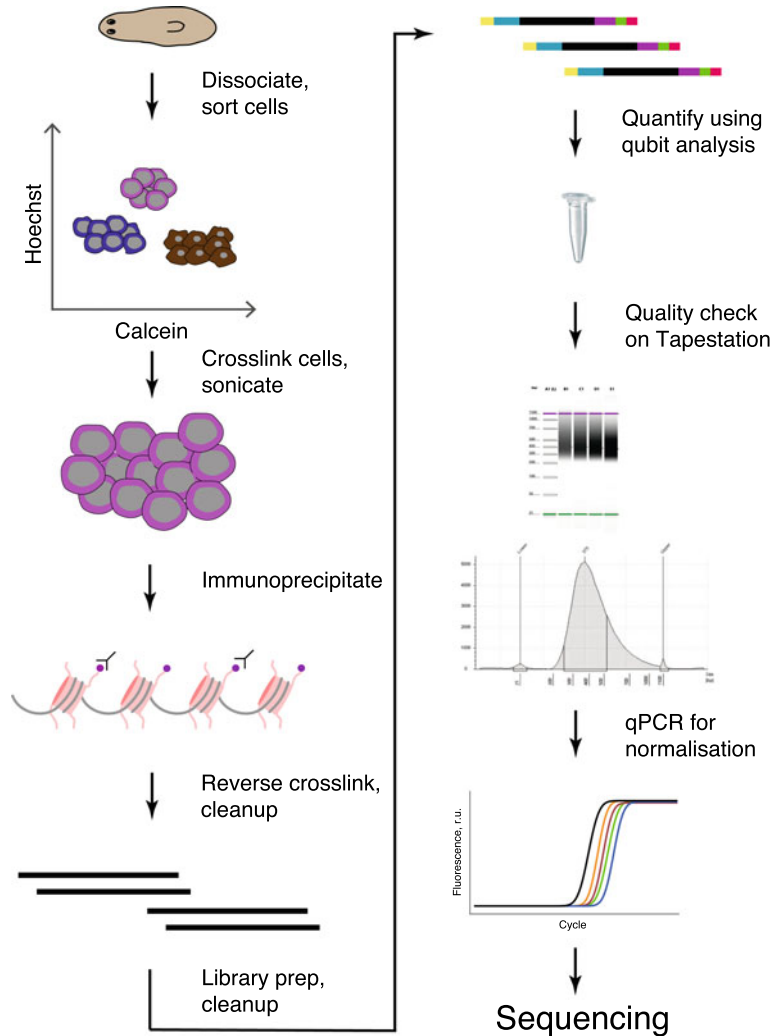 Dissociate,
sort cells
Hoechst
Calcein
Crosslink cells,
sonicate
Immunoprecipitate
Reverse crosslink,
cleanup
Library prep,
cleanup
Quantify using
qubit analysis
Quality check
on Tapestation
qPCR for
normalisation
Fluorescence, r.u.
Cycle
Sequencing